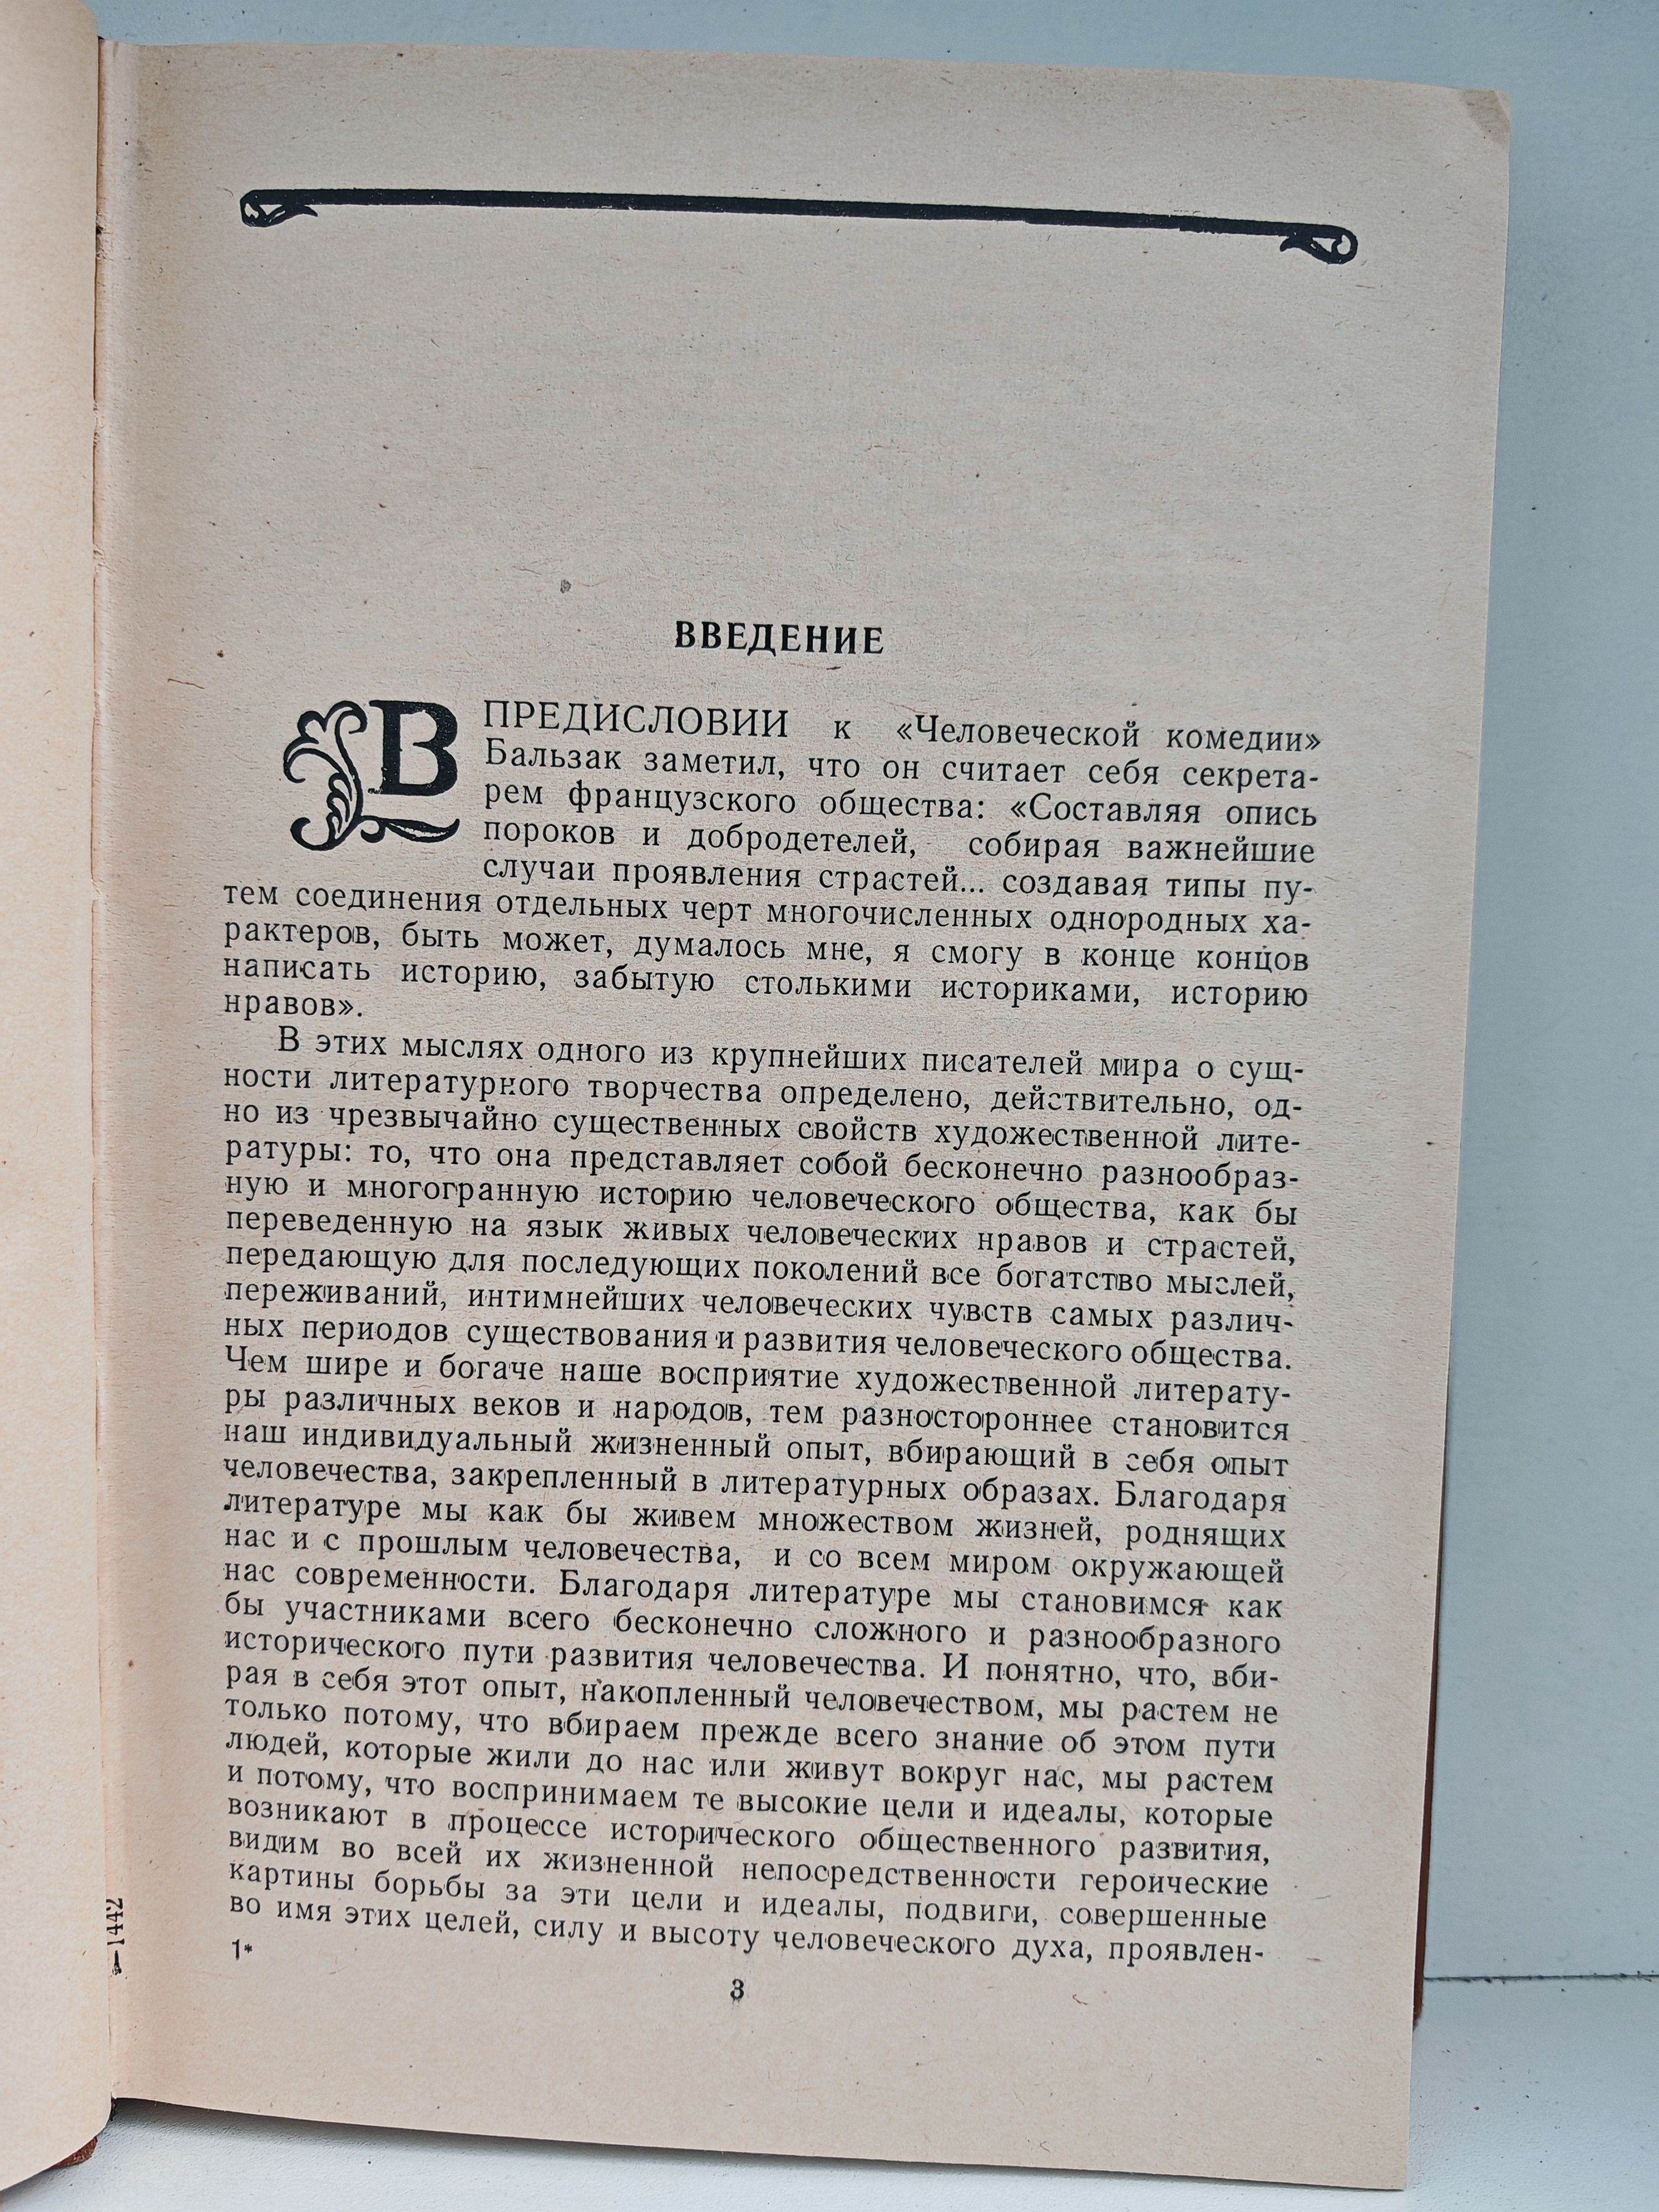 ВВЕДЕНИЕ
В ПРЕДИСЛОВИИ к «Человеческой комедии»
Бальзак заметил, что он считает себя секрета-
рем французского общества: «Составляя опись
пороков и добродетелей, собирая важнейшие
случаи проявления страстей... создавая типы пу-
тем соединения отдельных черт многочисленных однородных ха-
рактеров, быть может, думалось мне, я смогу в конце концов
написать историю, забытую столькими историками, историю
нравов».
В этих мыслях одного из крупнейших писателей мира о сущ-
ности литературного творчества определено, действительно, од-
но из чрезвычайно существенных свойств художественной лите-
ратуры: то, что она представляет собой бесконечно разнообраз-
ную и многогранную историю человеческого общества, как бы
переведенную на язык живых человеческих нравов и страстей,
передающую для последующих поколений все богатство мыслей,
переживаний, интимнейших человеческих чувств самых различ-
ных периодов существования и развития человеческого общества.
Чем шире и богаче наше восприятие художественной литерату-
ры различных веков и народов, тем разностороннее становится
наш индивидуальный жизненный опыт, вбирающий в себя опыт
человечества, закрепленный в литературных образах. Благодаря
литературе мы как бы живем множеством жизней, роднящих
нас и с прошлым человечества, и со всем миром окружающей
нас современности. Благодаря литературе мы становимся как
бы участниками всего бесконечно сложного и разнообразного
исторического пути развития человечества. И понятно, что, вби-
рая в себя этот опыт, накопленный человечеством, мы растем не
только потому, что вбираем прежде всего знание об этом пути
людей, которые жили до нас или живут вокруг нас, мы растем
и потому, что воспринимаем те высокие цели и идеалы, которые
возникают в процессе исторического общественного развития,
видим во всей их жизненной непосредственности героические
картины борьбы за эти цели и идеалы, подвиги, совершенные
во имя этих целей, силу и высоту человеческого духа, проявлен-
1*
3
—1442